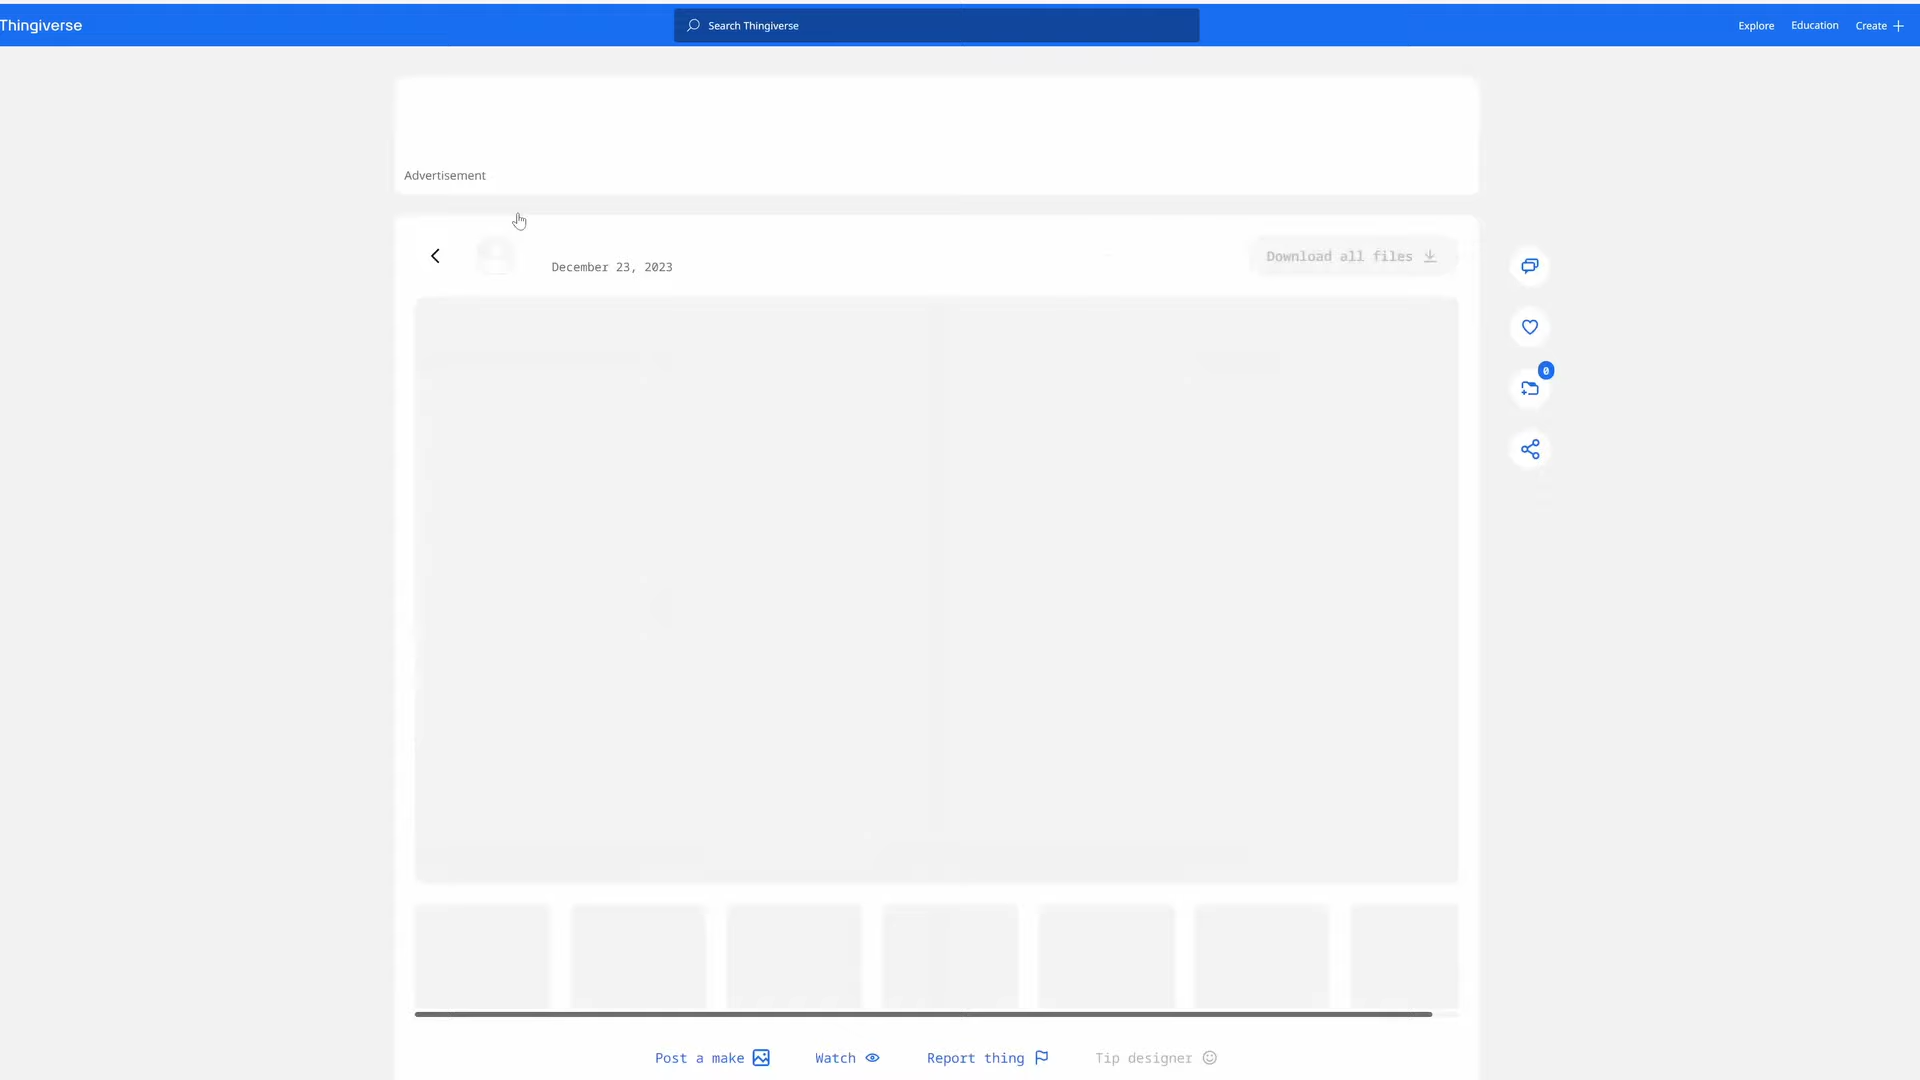 Thingiverse
Search Thingiverse
Explore Education Create
Advertisement
December 23, 2023
Download all files
0
Post a make Watch Report thing Tip designer